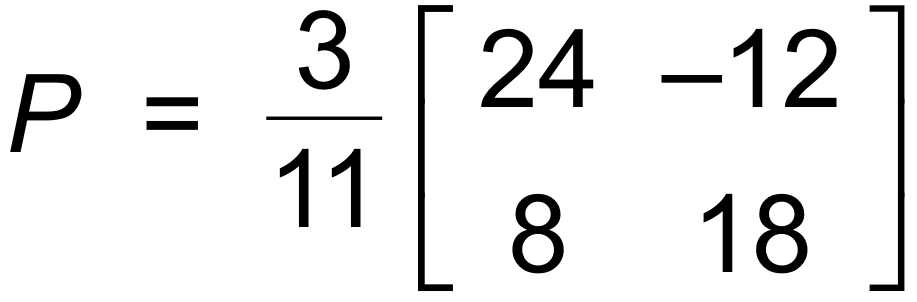 P = 3/11 [24 –12
8 18]